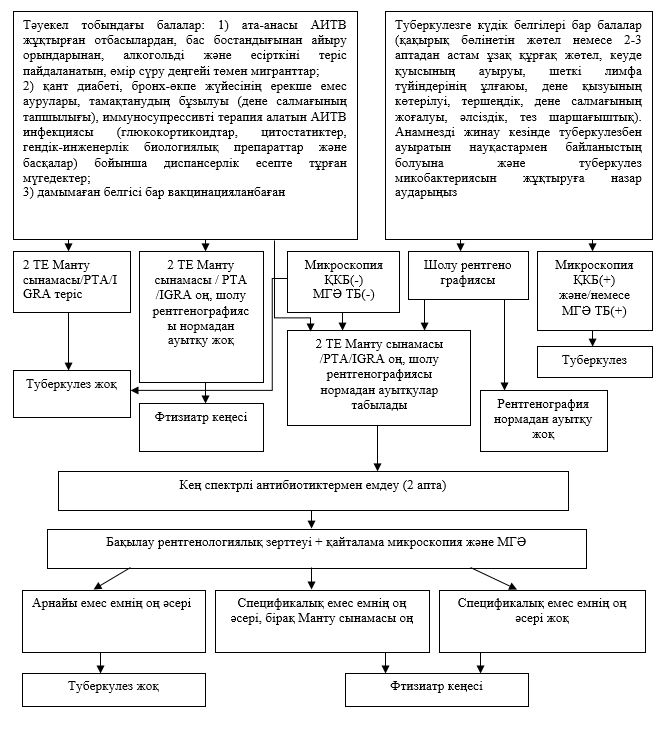 Тәуекел тобындағы балалар: 1) ата-анасы АИТВ
жұқтырған отбасылардан, бас бостандығынан айыру
орындарынан, алкогольді және есірткіні теріс
пайдаланатын, өмір сүру деңгейі төмен мигранттар;
2) қант диабеті, бронх-өкпе жүйесінің ерекше емес
аурулары, тамақтанудың бұзылуы (дене салмағының
тапшылығы), иммуносупрессивті терапия алатын АИТВ
инфекциясы (глюкокортикоидтар, цитостатиктер,
гендік-инженерлік биологиялық препараттар және
басқалар) бойынша диспансерлік есепте тұрған
мүгедектер;
3) дамымаған белгісі бар вакцинацияланбаған
Туберкулезге күдік белгілері бар балалар
(қақырық бөлінетін жөтел немесе 2-3
аптадан астам ұзақ құрғақ жөтел, кеуде
қуысының ауыруы, шеткі лимфа
түйіндерінің ұлғаюы, дене қызуының
көтерілуі, тершеңдік, дене салмағының
жоғалуы, әлсіздік, тез шаршағыштық).
Анамнезді жинау кезінде туберкулезбен
ауыратын науқастармен байланыстың
болуына және туберкулез
микобактериясын жұқтыруға назар
аударыңыз
2 ТЕ Манту
сынамасы/РТА/I
GRA теріс
2 ТЕ Манту
сынамасы / РТА
/IGRA оң, шолу
рентгенографияс
ы нормадан
ауытқу жоқ
Микроскопия
ҚКБ(-)
МГӘ ТБ(-)
Шолу рентгено
графиясы
Микроскопия
ҚКБ(+)
және/немесе
МГӘ ТБ(+)
2 ТЕ Манту сынамасы
/РТА/IGRA оң, шолу
рентгенографиясы
нормадан ауытқулар
табылады
Туберкулез
Туберкулез жоқ
Фтизиатр кеңесі
Рентгенография
нормадан ауытқу
жоқ
Кең спектрлі антибиотиктермен емдеу (2 апта)
Бақылау рентгенологиялық зерттеуі + қайталама микроскопия және МГӘ
Арнайы емес емнің оң әсері
Спецификалық емес емнің оң
әсері, бірақ Манту сынамасы оң
Спецификалық емес емнің оң
әсері жоқ
Туберкулез жоқ
Фтизиатр кеңесі